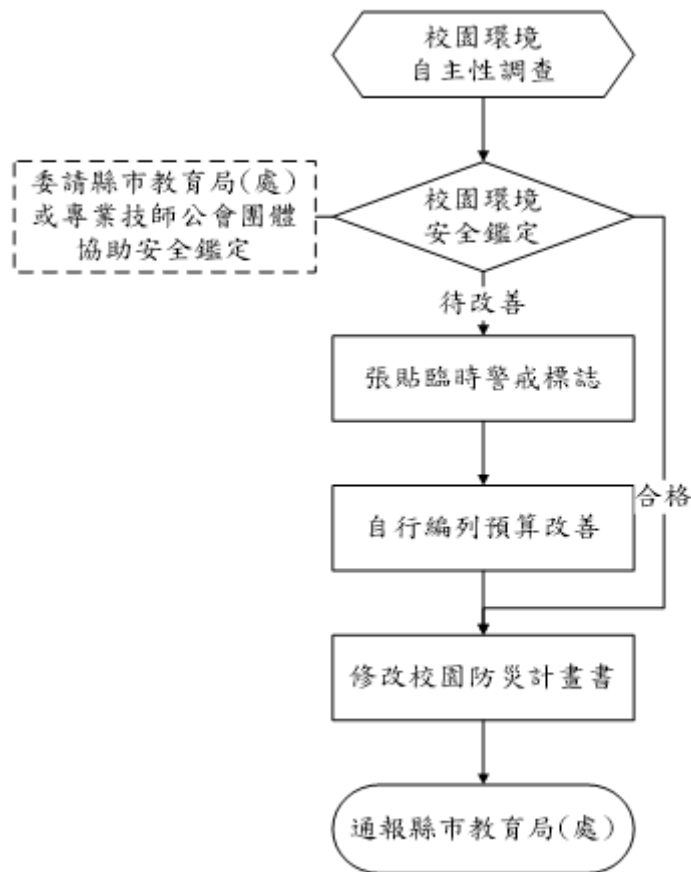 校園環境
自主性調查
委請縣市教育局(處)
或專業技師公會團體
協助安全鑑定
校園環境
安全鑑定
待改善
張貼臨時警戒標誌
合格
自行編列預算改善
修改校園防災計畫書
通報縣市教育局(處)